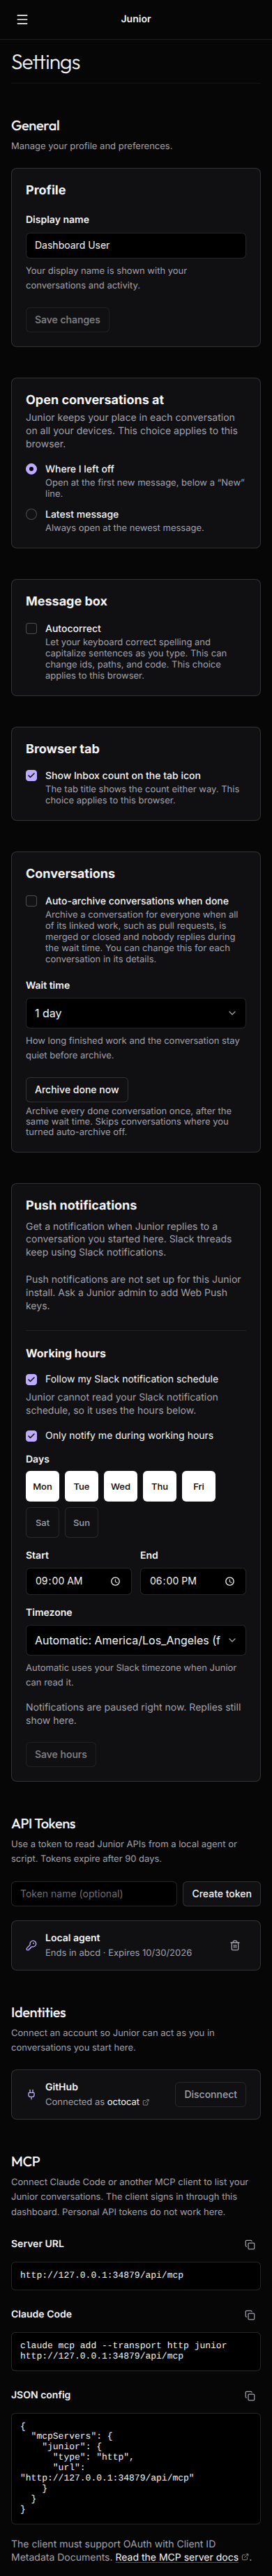 Junior
Settings
General
Manage your profile and preferences.
Profile
Display name
Dashboard User
Your display name is shown with your
conversations and activity.
Save changes
Open conversations at
Junior keeps your place in each conversation
on all your devices. This choice applies to this
browser.
Where I left off
Open at the first new message, below a “New”
line.
Latest message
Always open at the newest message.
Message box
Autocorrect
Let your keyboard correct spelling and
capitalize sentences as you type. This can
change ids, paths, and code. This choice
applies to this browser.
Browser tab
Show Inbox count on the tab icon
The tab title shows the count either way. This
choice applies to this browser.
Conversations
Auto-archive conversations when done
Archive a conversation for everyone when all
of its linked work, such as pull requests, is
merged or closed and nobody replies during
the wait time. You can change this for each
conversation in its details.
Wait time
1 day
How long finished work and the conversation stay
quiet before archive.
Archive done now
Archive every done conversation once, after the
same wait time. Skips conversations where you
turned auto-archive off.
Push notifications
Get a notification when Junior replies to a
conversation you started here. Slack threads
keep using Slack notifications.
Push notifications are not set up for this Junior
install. Ask a Junior admin to add Web Push
keys.
Working hours
Follow my Slack notification schedule
Junior cannot read your Slack notification
schedule, so it uses the hours below.
Only notify me during working hours
Days
Mon Tue Wed Thu Fri
Sat Sun
Start End
09:00 AM 06:00 PM
Timezone
Automatic: America/Los_Angeles (f
Automatic uses your Slack timezone when Junior
can read it.
Notifications are paused right now. Replies still
show here.
Save hours
API Tokens
Use a token to read Junior APIs from a local agent or
script. Tokens expire after 90 days.
Token name (optional) Create token
Local agent
Ends in abcd · Expires 10/30/2026
Identities
Connect an account so Junior can act as you in
conversations you start here.
GitHub
Connected as octocat
Disconnect
MCP
Connect Claude Code or another MCP client to list your
Junior conversations. The client signs in through this
dashboard. Personal API tokens do not work here.
Server URL
http://127.0.0.1:34879/api/mcp
Claude Code
claude mcp add --transport http junior
http://127.0.0.1:34879/api/mcp
JSON config
{
"mcpServers": {
"junior": {
"type": "http",
"url":
"http://127.0.0.1:34879/api/mcp"
}
}
}
The client must support OAuth with Client ID
Metadata Documents. Read the MCP server docs.